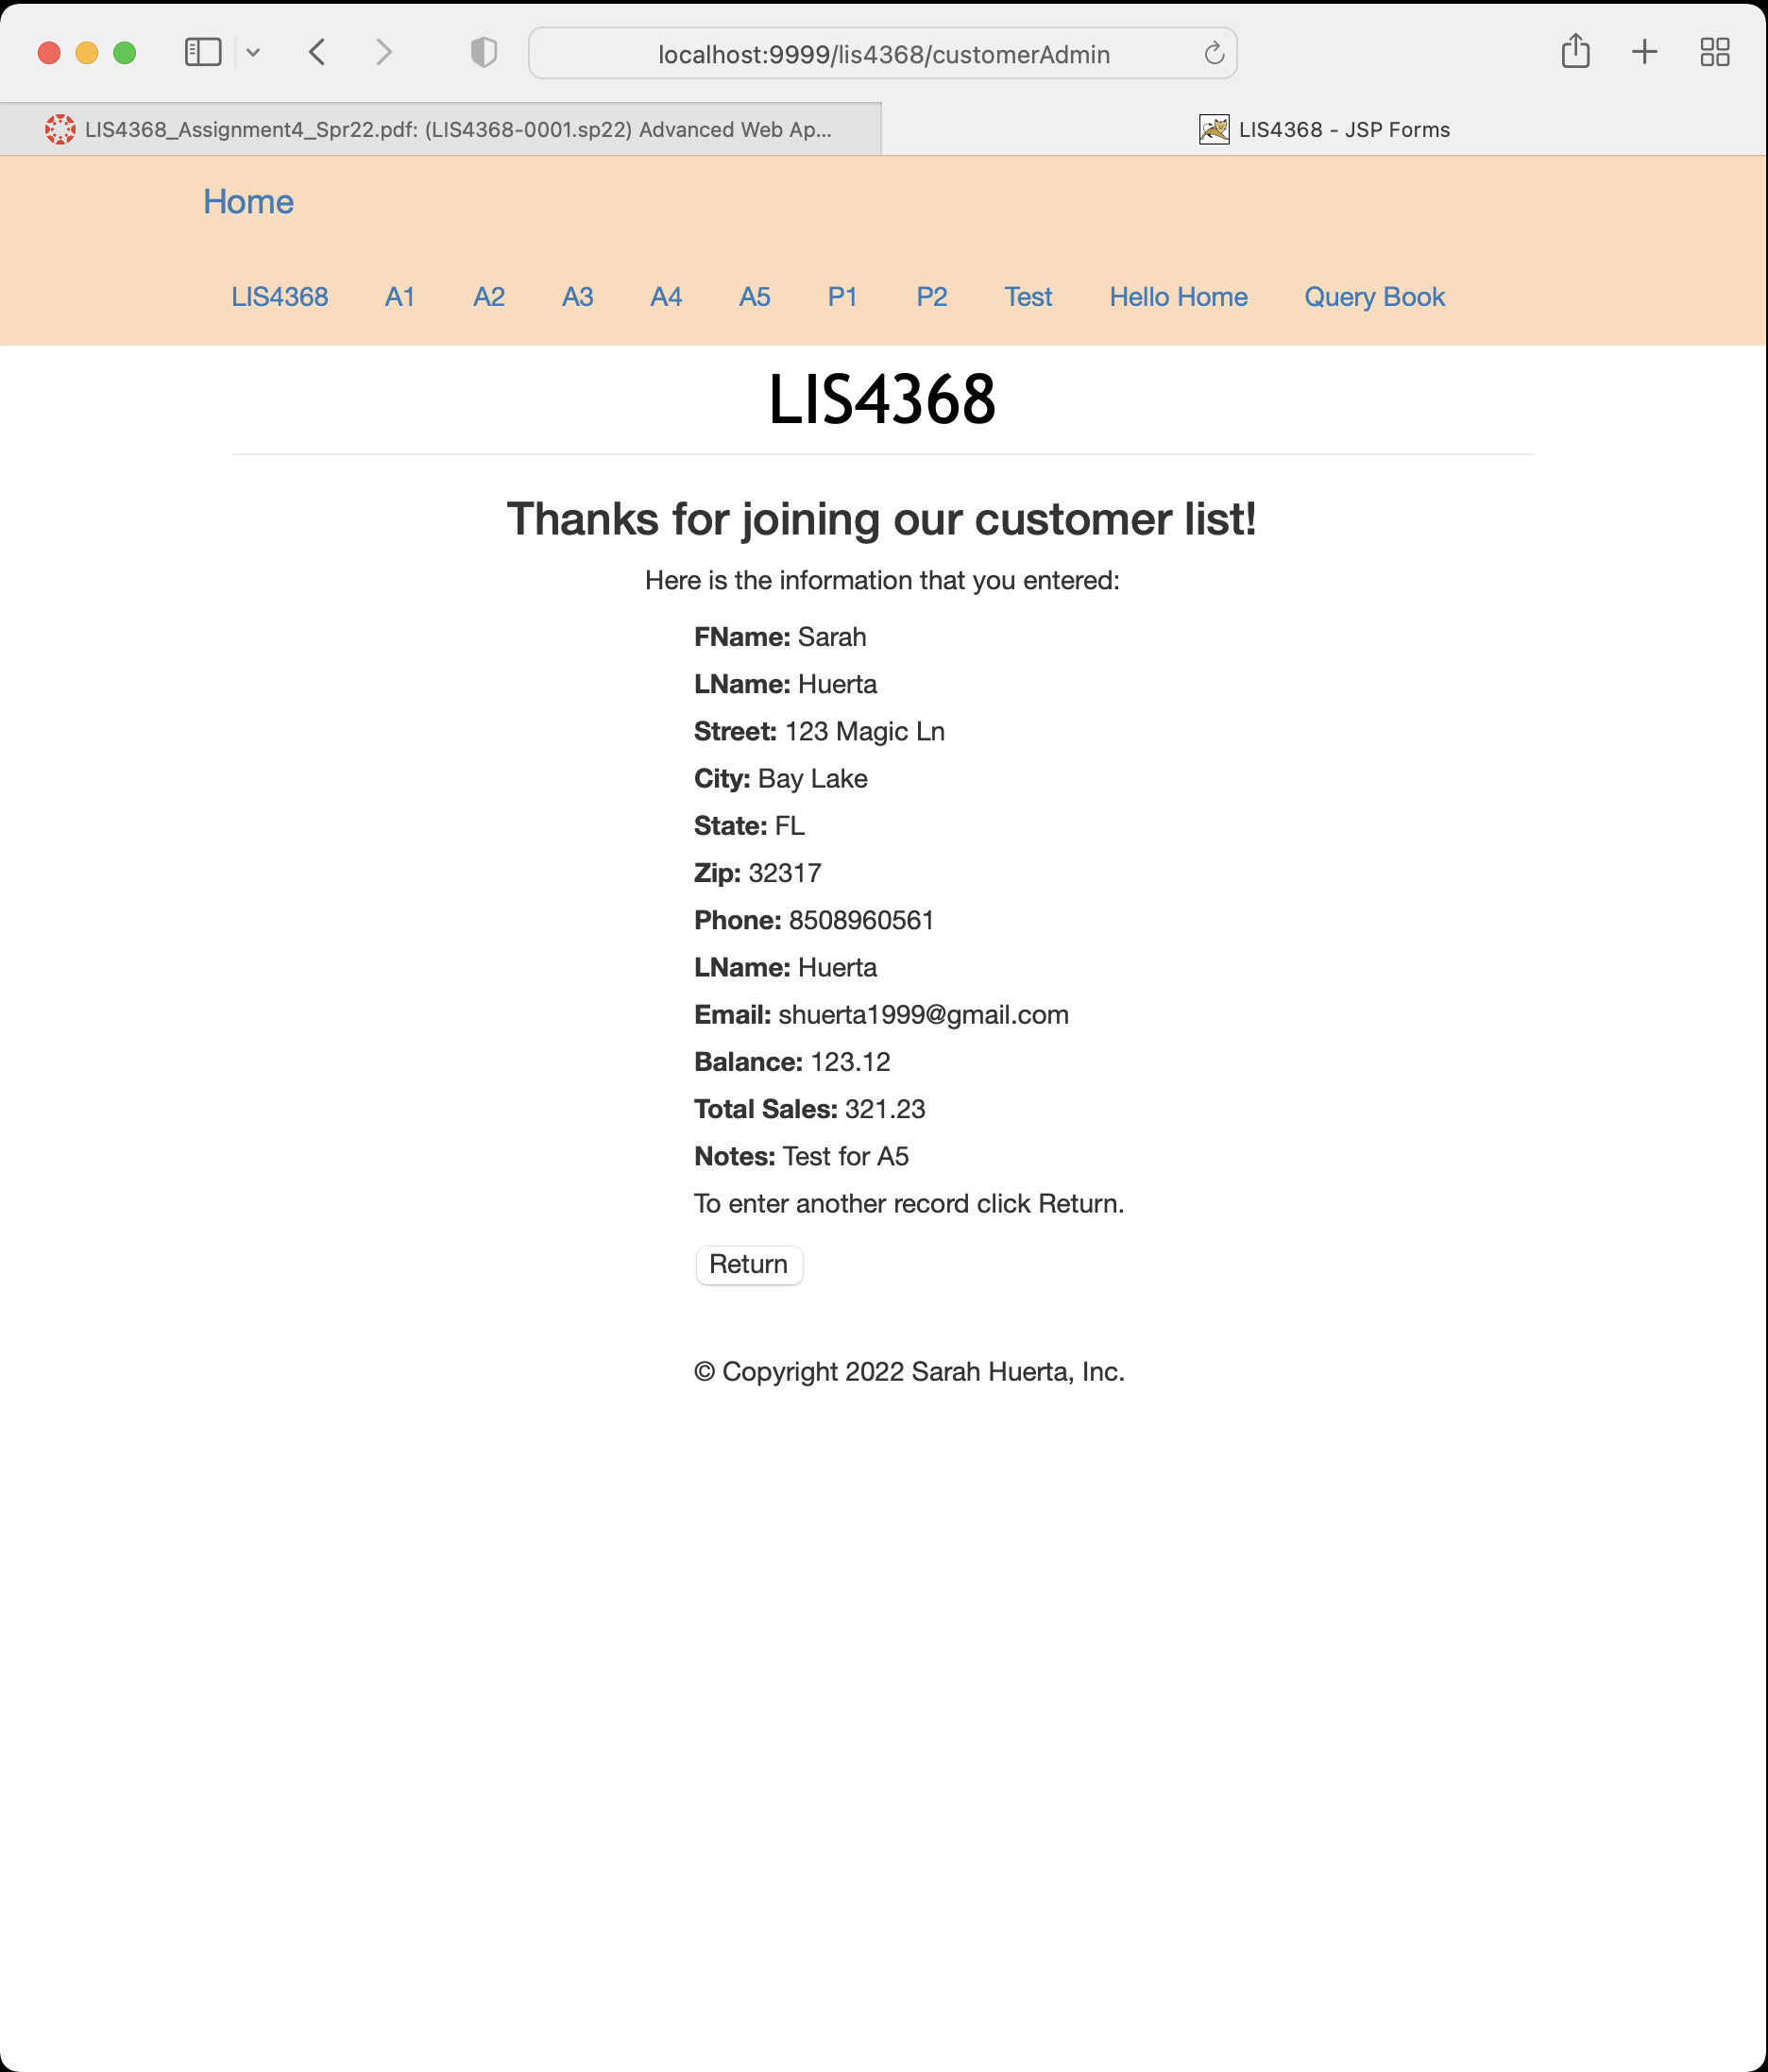 localhost:9999/lis4368/customerAdmin
LIS4368_Assignment4_Spr22.pdf: (LIS4368-0001.sp22) Advanced Web Ap...
LIS4368 - JSP Forms
Home
LIS4368 A1 A2 A3 A4 A5 P1 P2 Test Hello Home Query Book
LIS4368
Thanks for joining our customer list!
Here is the information that you entered:
FName: Sarah
LName: Huerta
Street: 123 Magic Ln
City: Bay Lake
State: FL
Zip: 32317
Phone: 8508960561
LName: Huerta
Email: shuerta1999@gmail.com
Balance: 123.12
Total Sales: 321.23
Notes: Test for A5
To enter another record click Return.
Return
© Copyright 2022 Sarah Huerta, Inc.